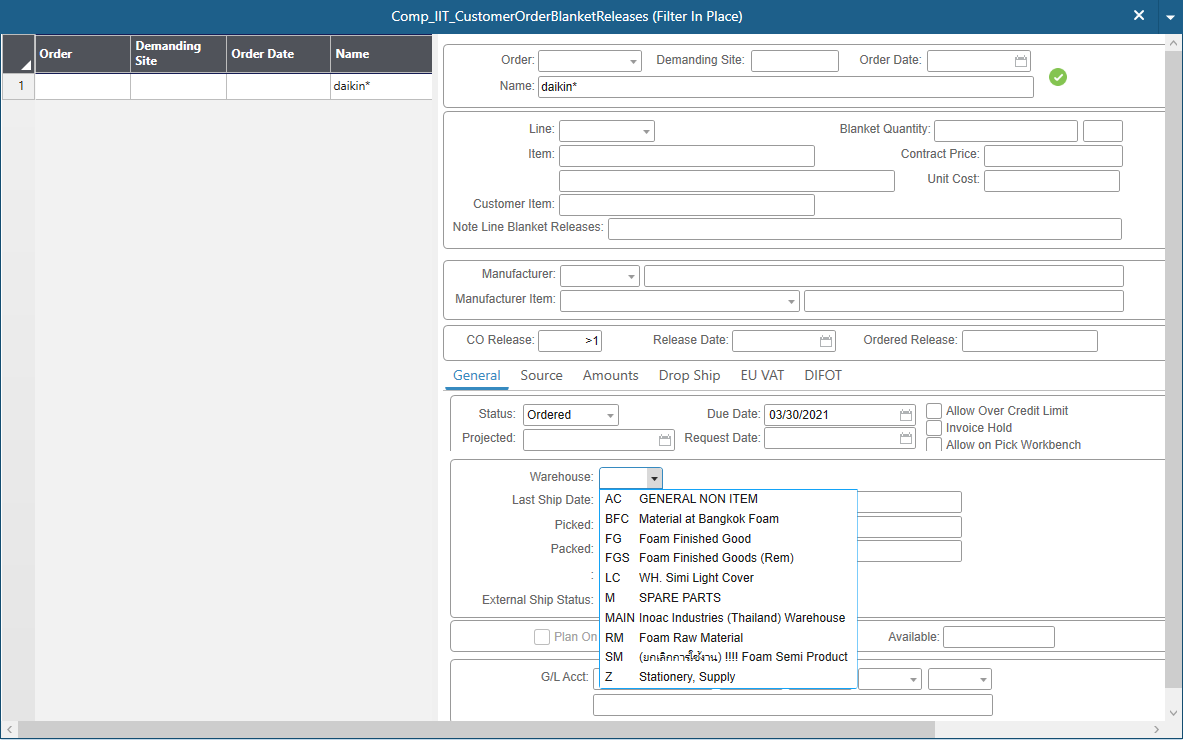 Comp_IIT_CustomerOrderBlanketReleases (Filter In Place)
Order Demanding Site Order Date Name
1 daikin*
Order: Demanding Site: Order Date:
Name: daikin*
Line: Blanket Quantity:
Item: Contract Price:
Unit Cost:
Customer Item:
Note Line Blanket Releases:
Manufacturer:
Manufacturer Item:
CO Release: >1 Release Date: Ordered Release:
General Source Amounts Drop Ship EU VAT DIFOT
Status: Ordered Due Date: 03/30/2021 Allow Over Credit Limit
Invoice Hold
Projected: Request Date: Allow on Pick Workbench
Warehouse:
Last Ship Date: AC GENERAL NON ITEM
BFC Material at Bangkok Foam
Picked: FG Foam Finished Good
Packed: FGS Foam Finished Goods (Rem)
: LC WH. Simi Light Cover
External Ship Status: M SPARE PARTS
MAIN Inoac Industries (Thailand) Warehouse
Plan On RM Foam Raw Material Available:
SM (ยกเลิกการใช้งาน) !!!! Foam Semi Product
G/L Acct: Z Stationery, Supply